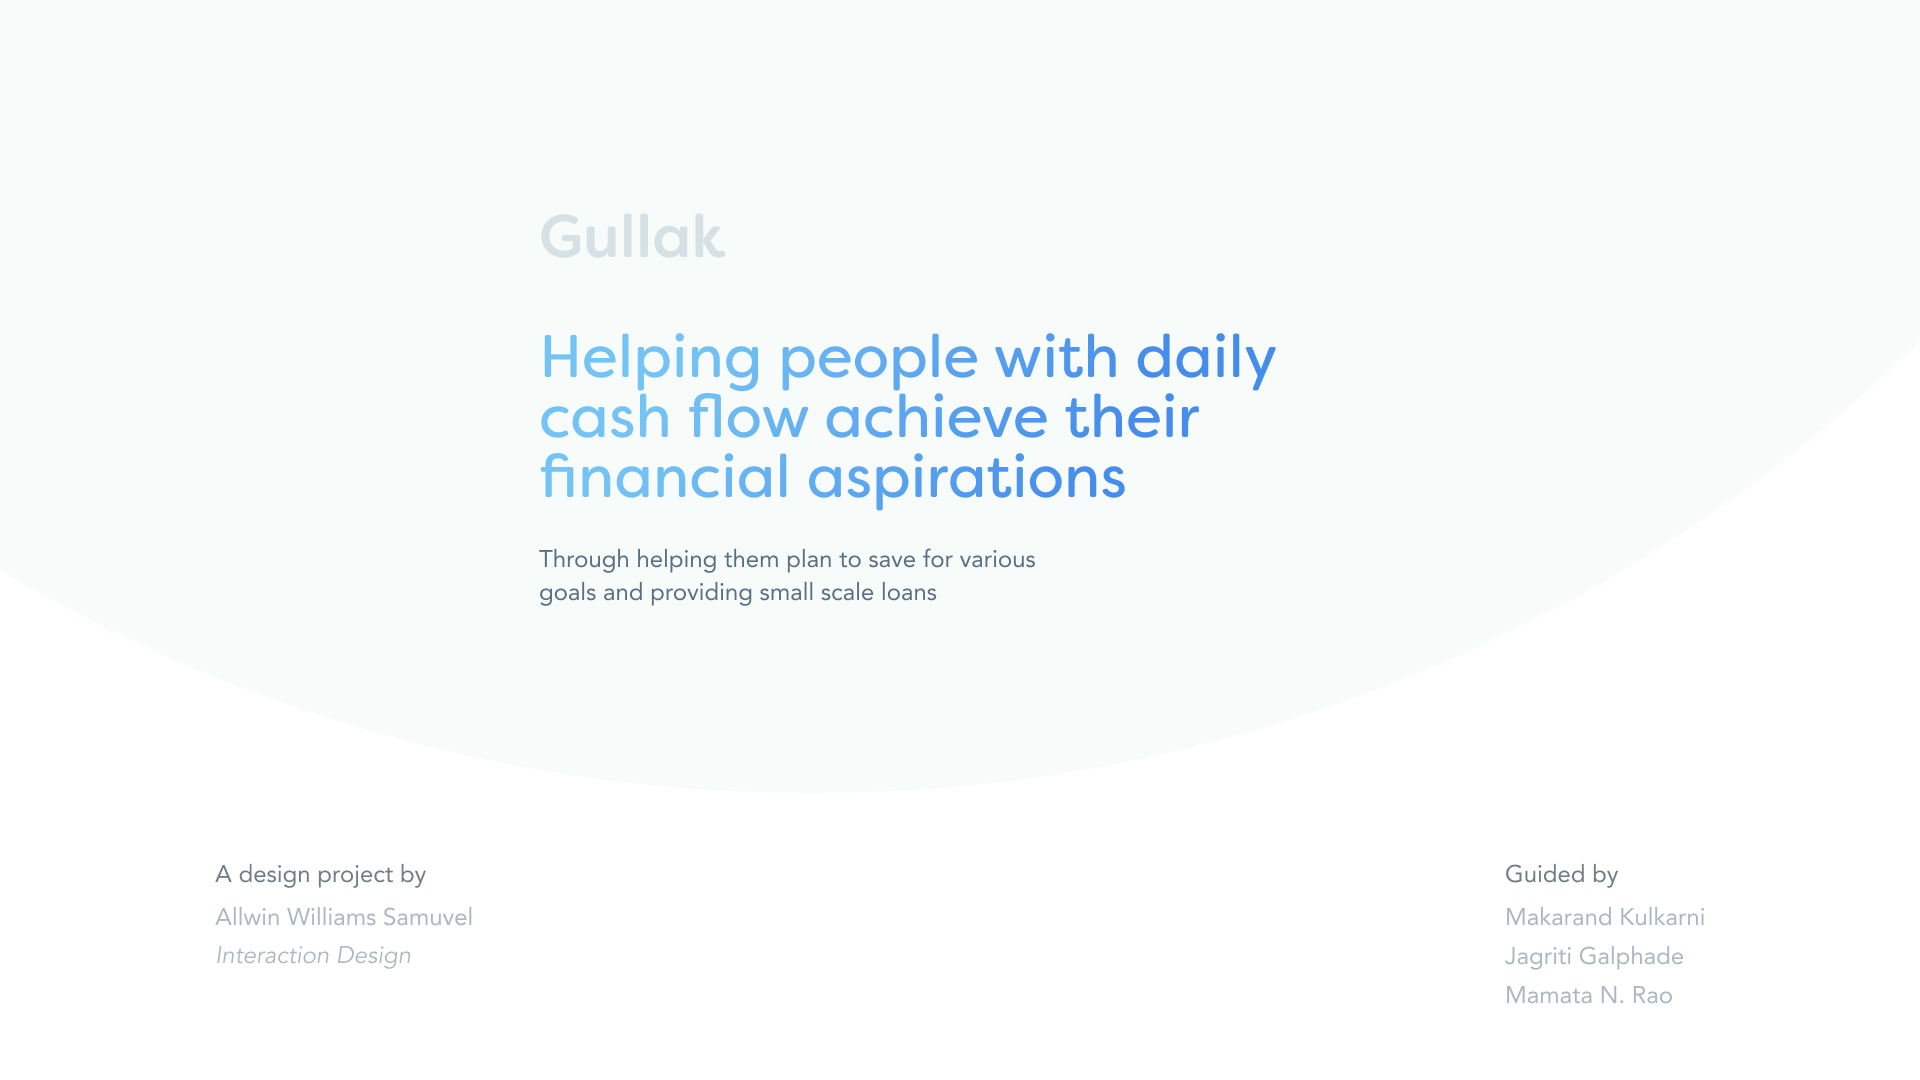 Gullak
Helping people with daily
cash flow achieve their
financial aspirations
Through helping them plan to save for various
goals and providing small scale loans
A design project by
Allwin Williams Samuvel
Interaction Design
Guided by
Makarand Kulkarni
Jagriti Galphade
Mamata N. Rao